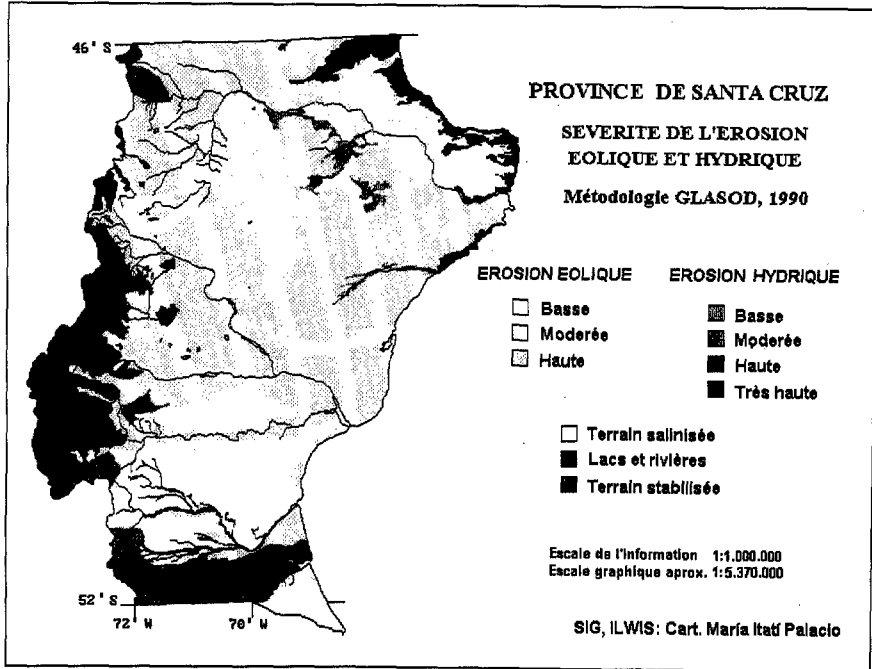 46° S
PROVINCE DE SANTA CRUZ
SEVERITE DE L'EROSION
EOLIQUE ET HYDRIQUE
Métodologie GLASOD, 1990
EROSION EOLIQUE
Basse
Moderée
Haute
EROSION HYDRIQUE
Basse
Moderée
Haute
Très haute
Terrain salinisée
Lacs et rivières
Terrain stabilisée
Escale de l'information 1:1.000.000
Escale graphique aprox. 1:5.370.000
SIG, ILWIS: Cart. María Itatí Palacio
52° S
72° W
70° W